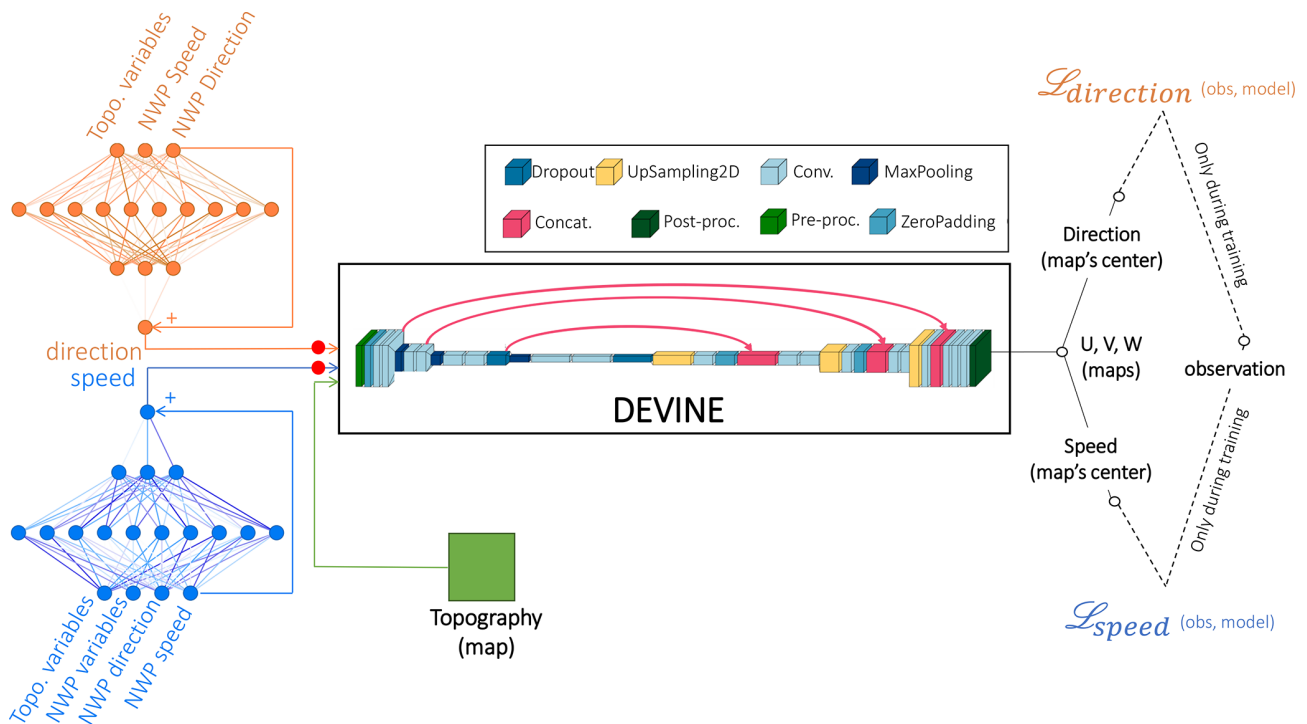 Topo. variables
NWP Speed
NWP Direction
+
direction
speed
+
Topo. variables
NWP variables
NWP direction
NWP speed
Dropout UpSampling2D Conv. MaxPooling
Concat. Post-proc. Pre-proc. ZeroPadding
DEVINE
Topography
(map)
ℒdirection (obs, model)
Only during training
Direction
(map's center)
U, V, W
(maps)
observation
Speed
(map's center)
Only during training
ℒspeed (obs, model)